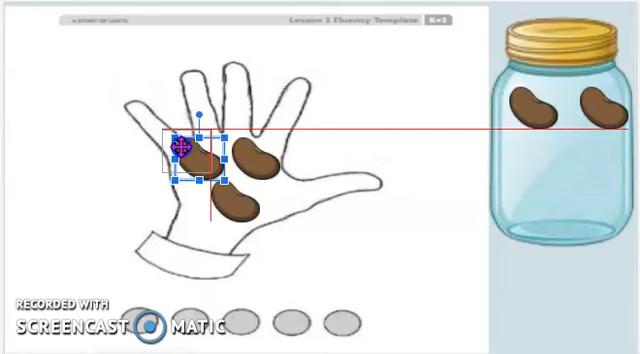 A STORY OF UNITS
Lesson 1 Fluency Template
K•1
RECORDED WITH
SCREENCAST MATIC